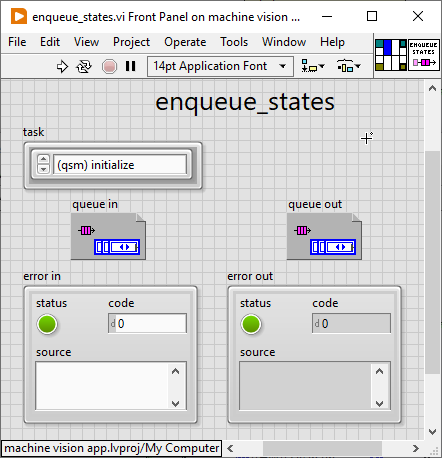 enqueue_states.vi Front Panel on machine vision ...
File Edit View Project Operate Tools Window Help
14pt Application Font
ENQUEUE
STATES
enqueue_states
task
(qsm) initialize
queue in
queue out
error in
error out
status
code
d 0
source
status
code
d 0
source
machine vision app.lvproj/My Computer